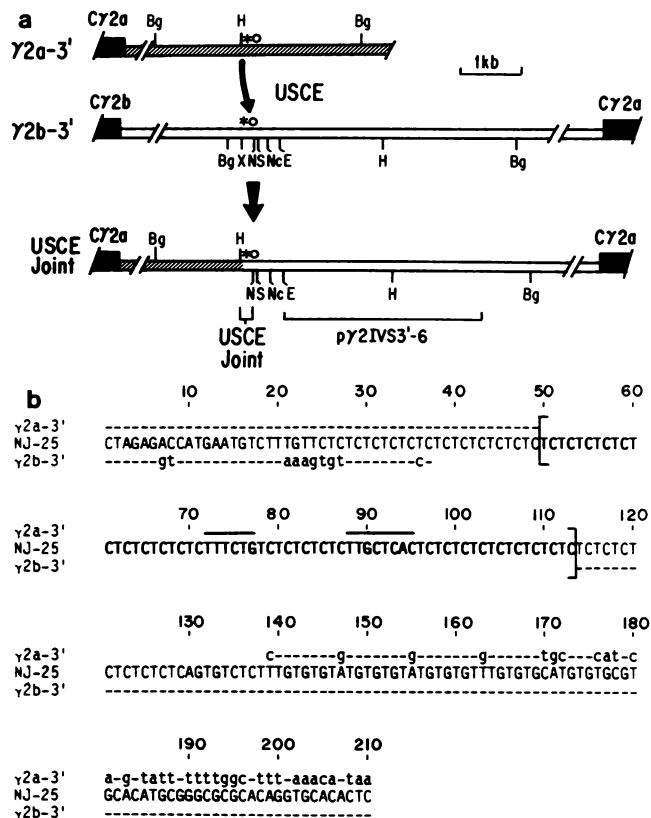 a
Cγ2a Bg H Bg
*o
γ2a-3'
1kb
USCE
Cγ2b Cγ2a
*o
γ2b-3'
Bg X NS Nc E H Bg
Cγ2a Bg H Cγ2a
*o
USCE
Joint
NS Nc E H Bg
USCE
Joint
pγ2IVS3'-6
b
10 20 30 40 50 60
γ2a-3' -------------------------------------------------
NJ-25 CTAGAGACCATGAATGTCTTTGTTCTCTCTCTCTCTCTCTCTCTCTCTCTCTCTCTCTCT
γ2b-3' ------gt------------aaagtgt--------c-
72 80 90 100 110 120
γ2a-3'
NJ-25 CTCTCTCTCTCTTTCTGTCTCTCTCTCTTGCTCACTCTCTCTCTCTCTCTCTCTCTCTCT
γ2b-3' -------
130 140 150 160 170 180
γ2a-3' c-------g-------g-------g------tgc---cat-c
NJ-25 CTCTCTCTCAGTGTCTCTTTGTGTGTATGTGTGTATGTGTGTTTGTGTGCATGTGTGCGT
γ2b-3' ------------------------------------------------------------
190 200 210
γ2a-3' a-g-tatt-ttttggc-ttt-aaaca-taa
NJ-25 GCACATGCGGGCGCGCACAGGTGCACACTC
γ2b-3' ------------------------------